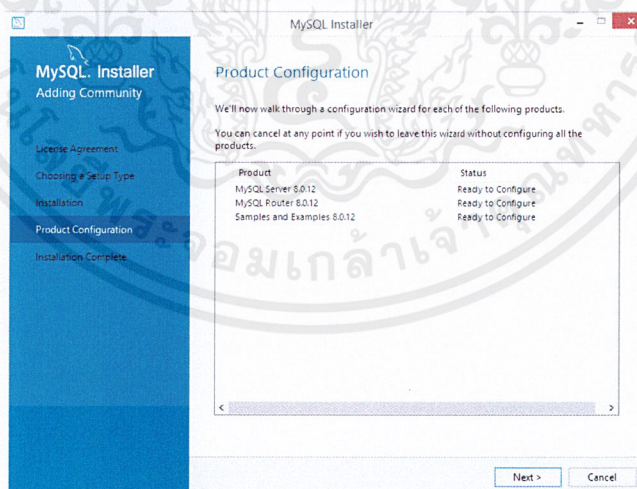 MySQL Installer
MySQL. Installer
Adding Community
License Agreement
Choosing a Setup Type
Installation
Product Configuration
Installation Complete
Product Configuration
We'll now walk through a configuration wizard for each of the following products.
You can cancel at any point if you wish to leave this wizard without configuring all the
products.
Product Status
MySQL Server 8.0.12 Ready to Configure
MySQL Router 8.0.12 Ready to Configure
Samples and Examples 8.0.12 Ready to Configure
Next > Cancel